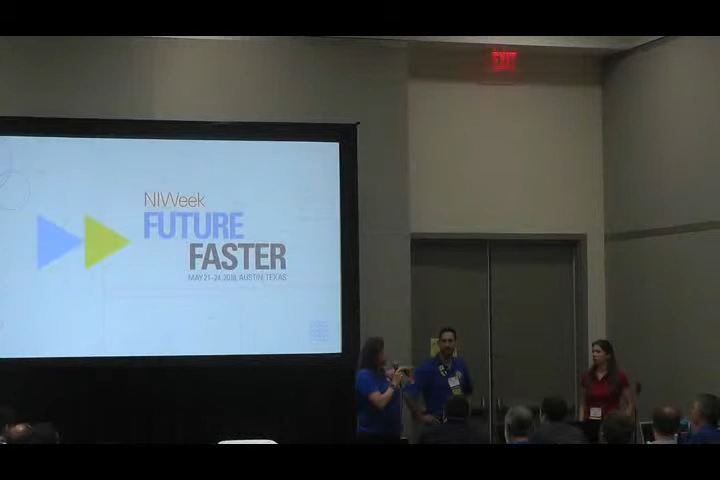 EXIT
NIWeek
FUTURE
FASTER
MAY 21-24, 2018, AUSTIN, TEXAS